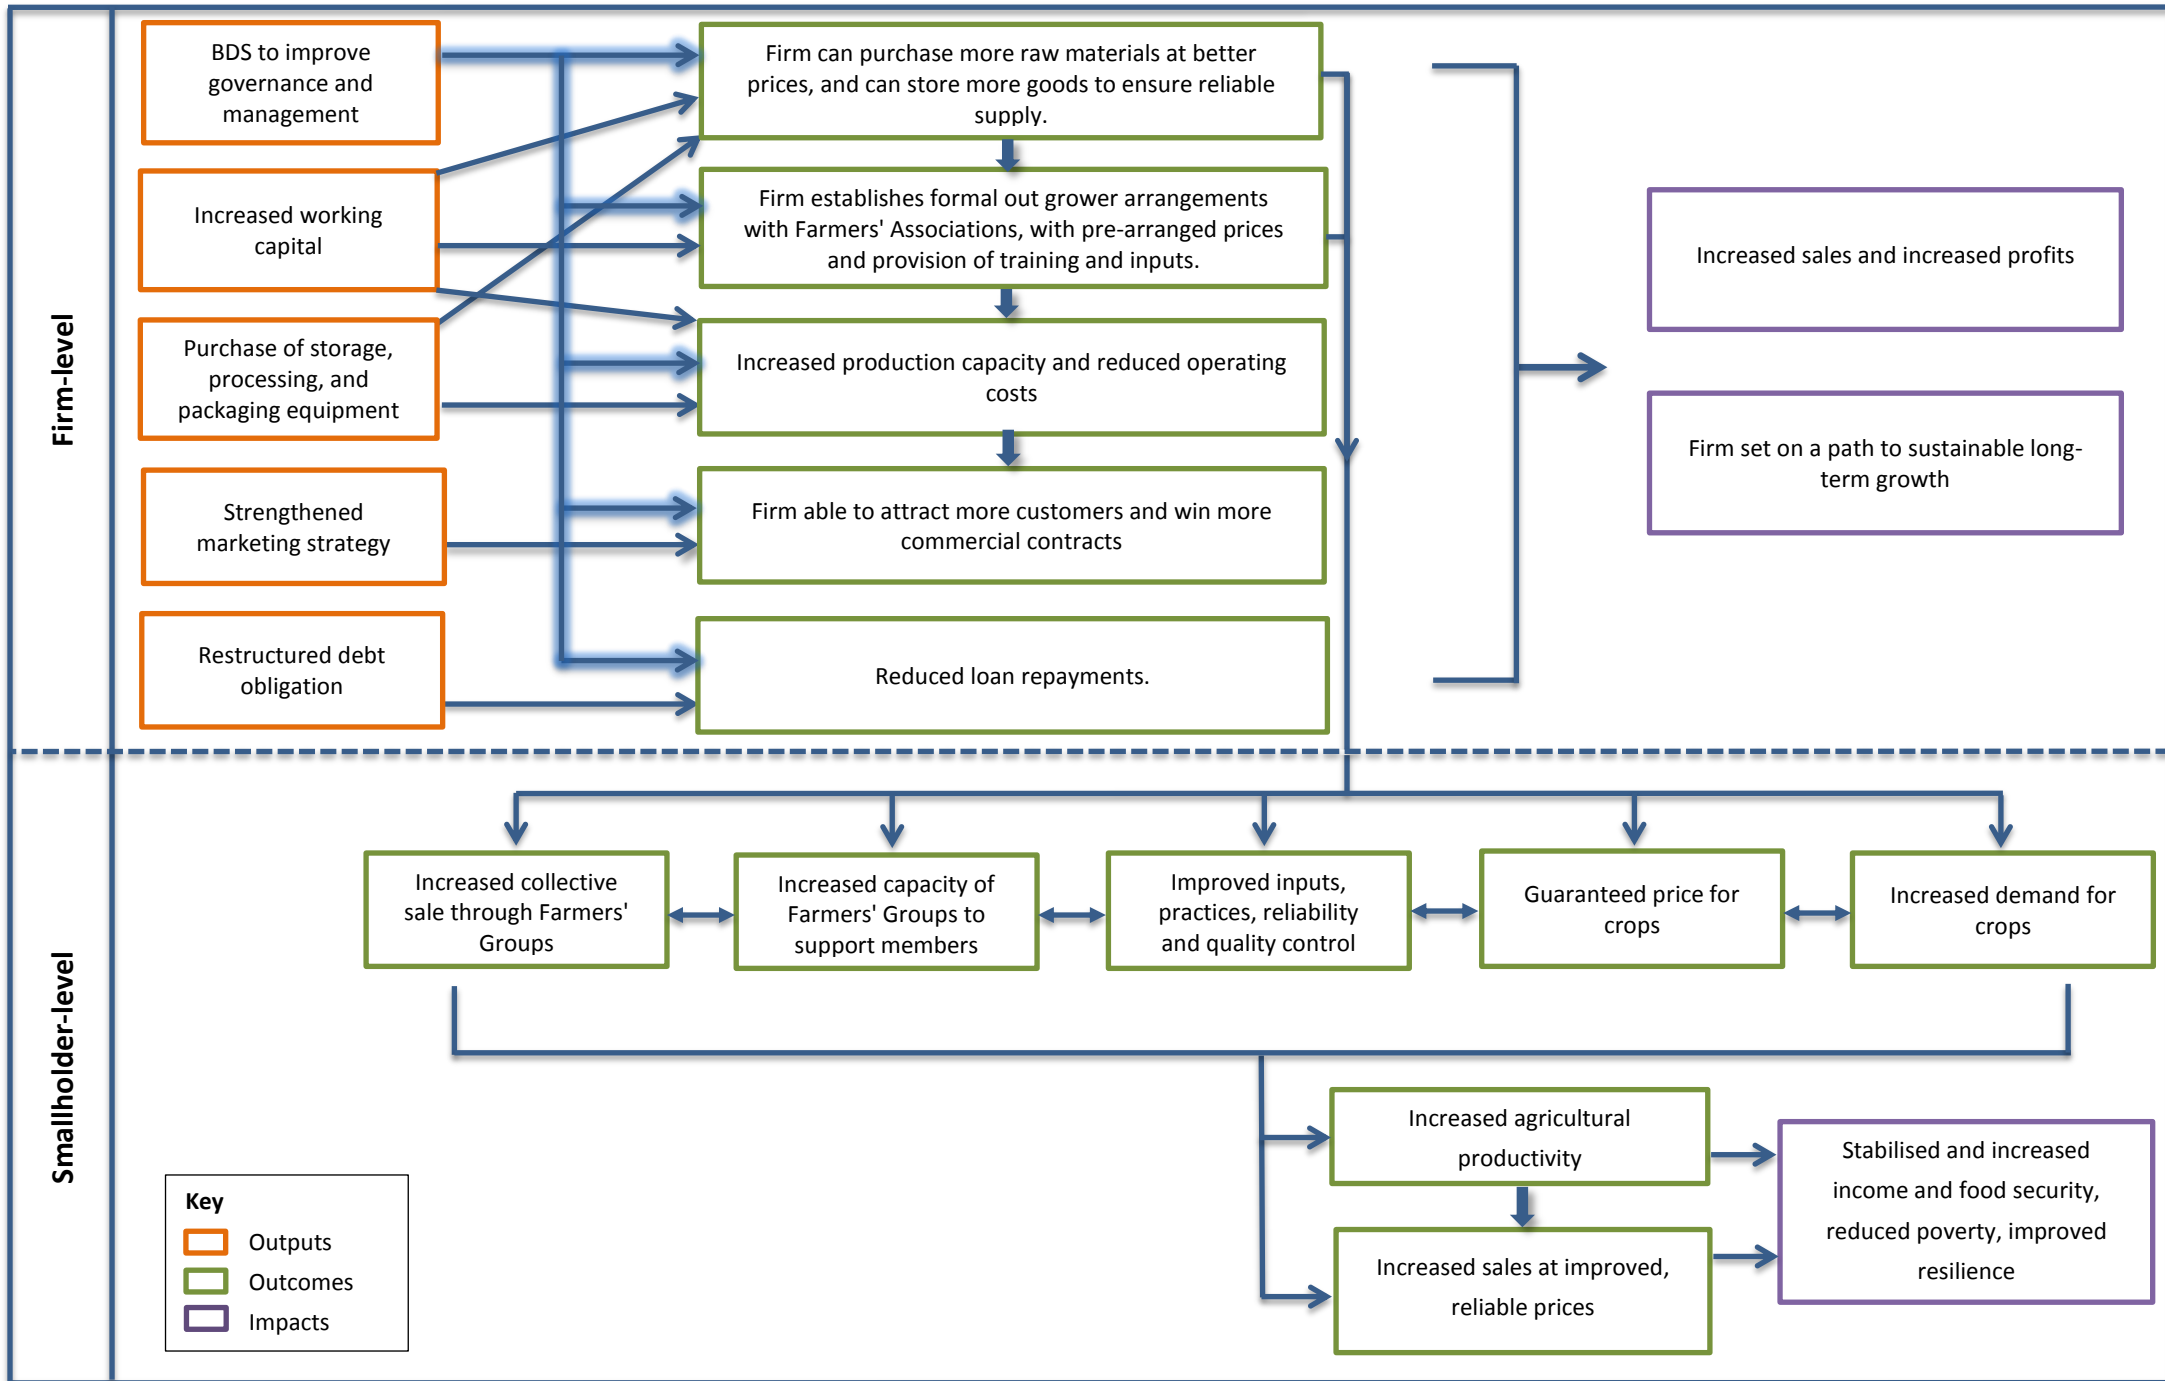 Firm-level
BDS to improve
governance and
management
Increased working
capital
Purchase of storage,
processing, and
packaging equipment
Strengthened
marketing strategy
Restructured debt
obligation
Firm can purchase more raw materials at better
prices, and can store more goods to ensure reliable
supply.
Firm establishes formal out grower arrangements
with Farmers' Associations, with pre-arranged prices
and provision of training and inputs.
Increased production capacity and reduced operating
costs
Firm able to attract more customers and win more
commercial contracts
Reduced loan repayments.
Increased sales and increased profits
Firm set on a path to sustainable long-
term growth
Smallholder-level
Increased collective
sale through Farmers'
Groups
Increased capacity of
Farmers' Groups to
support members
Improved inputs,
practices, reliability
and quality control
Guaranteed price for
crops
Increased demand for
crops
Increased agricultural
productivity
Increased sales at improved,
reliable prices
Stabilised and increased
income and food security,
reduced poverty, improved
resilience
Key
Outputs
Outcomes
Impacts